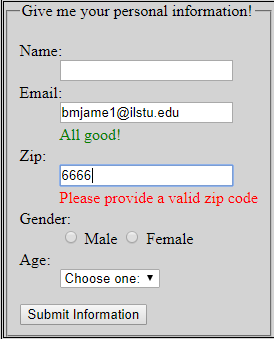 Give me your personal information!
Name:
Email:
bmjame1@ilstu.edu
All good!
Zip:
6666
Please provide a valid zip code
Gender:
Male Female
Age:
Choose one:
Submit Information